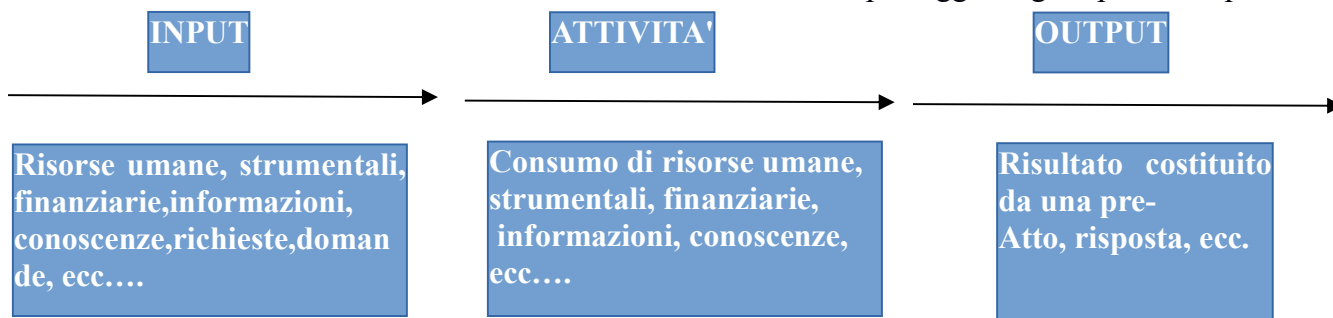 INPUT
ATTIVITA'
OUTPUT
Risorse umane, strumentali,
finanziarie,informazioni,
conoscenze,richieste,doman
de, ecc….
Consumo di risorse umane,
strumentali, finanziarie,
informazioni, conoscenze,
ecc….
Risultato costituito
da una pre-
Atto, risposta, ecc.